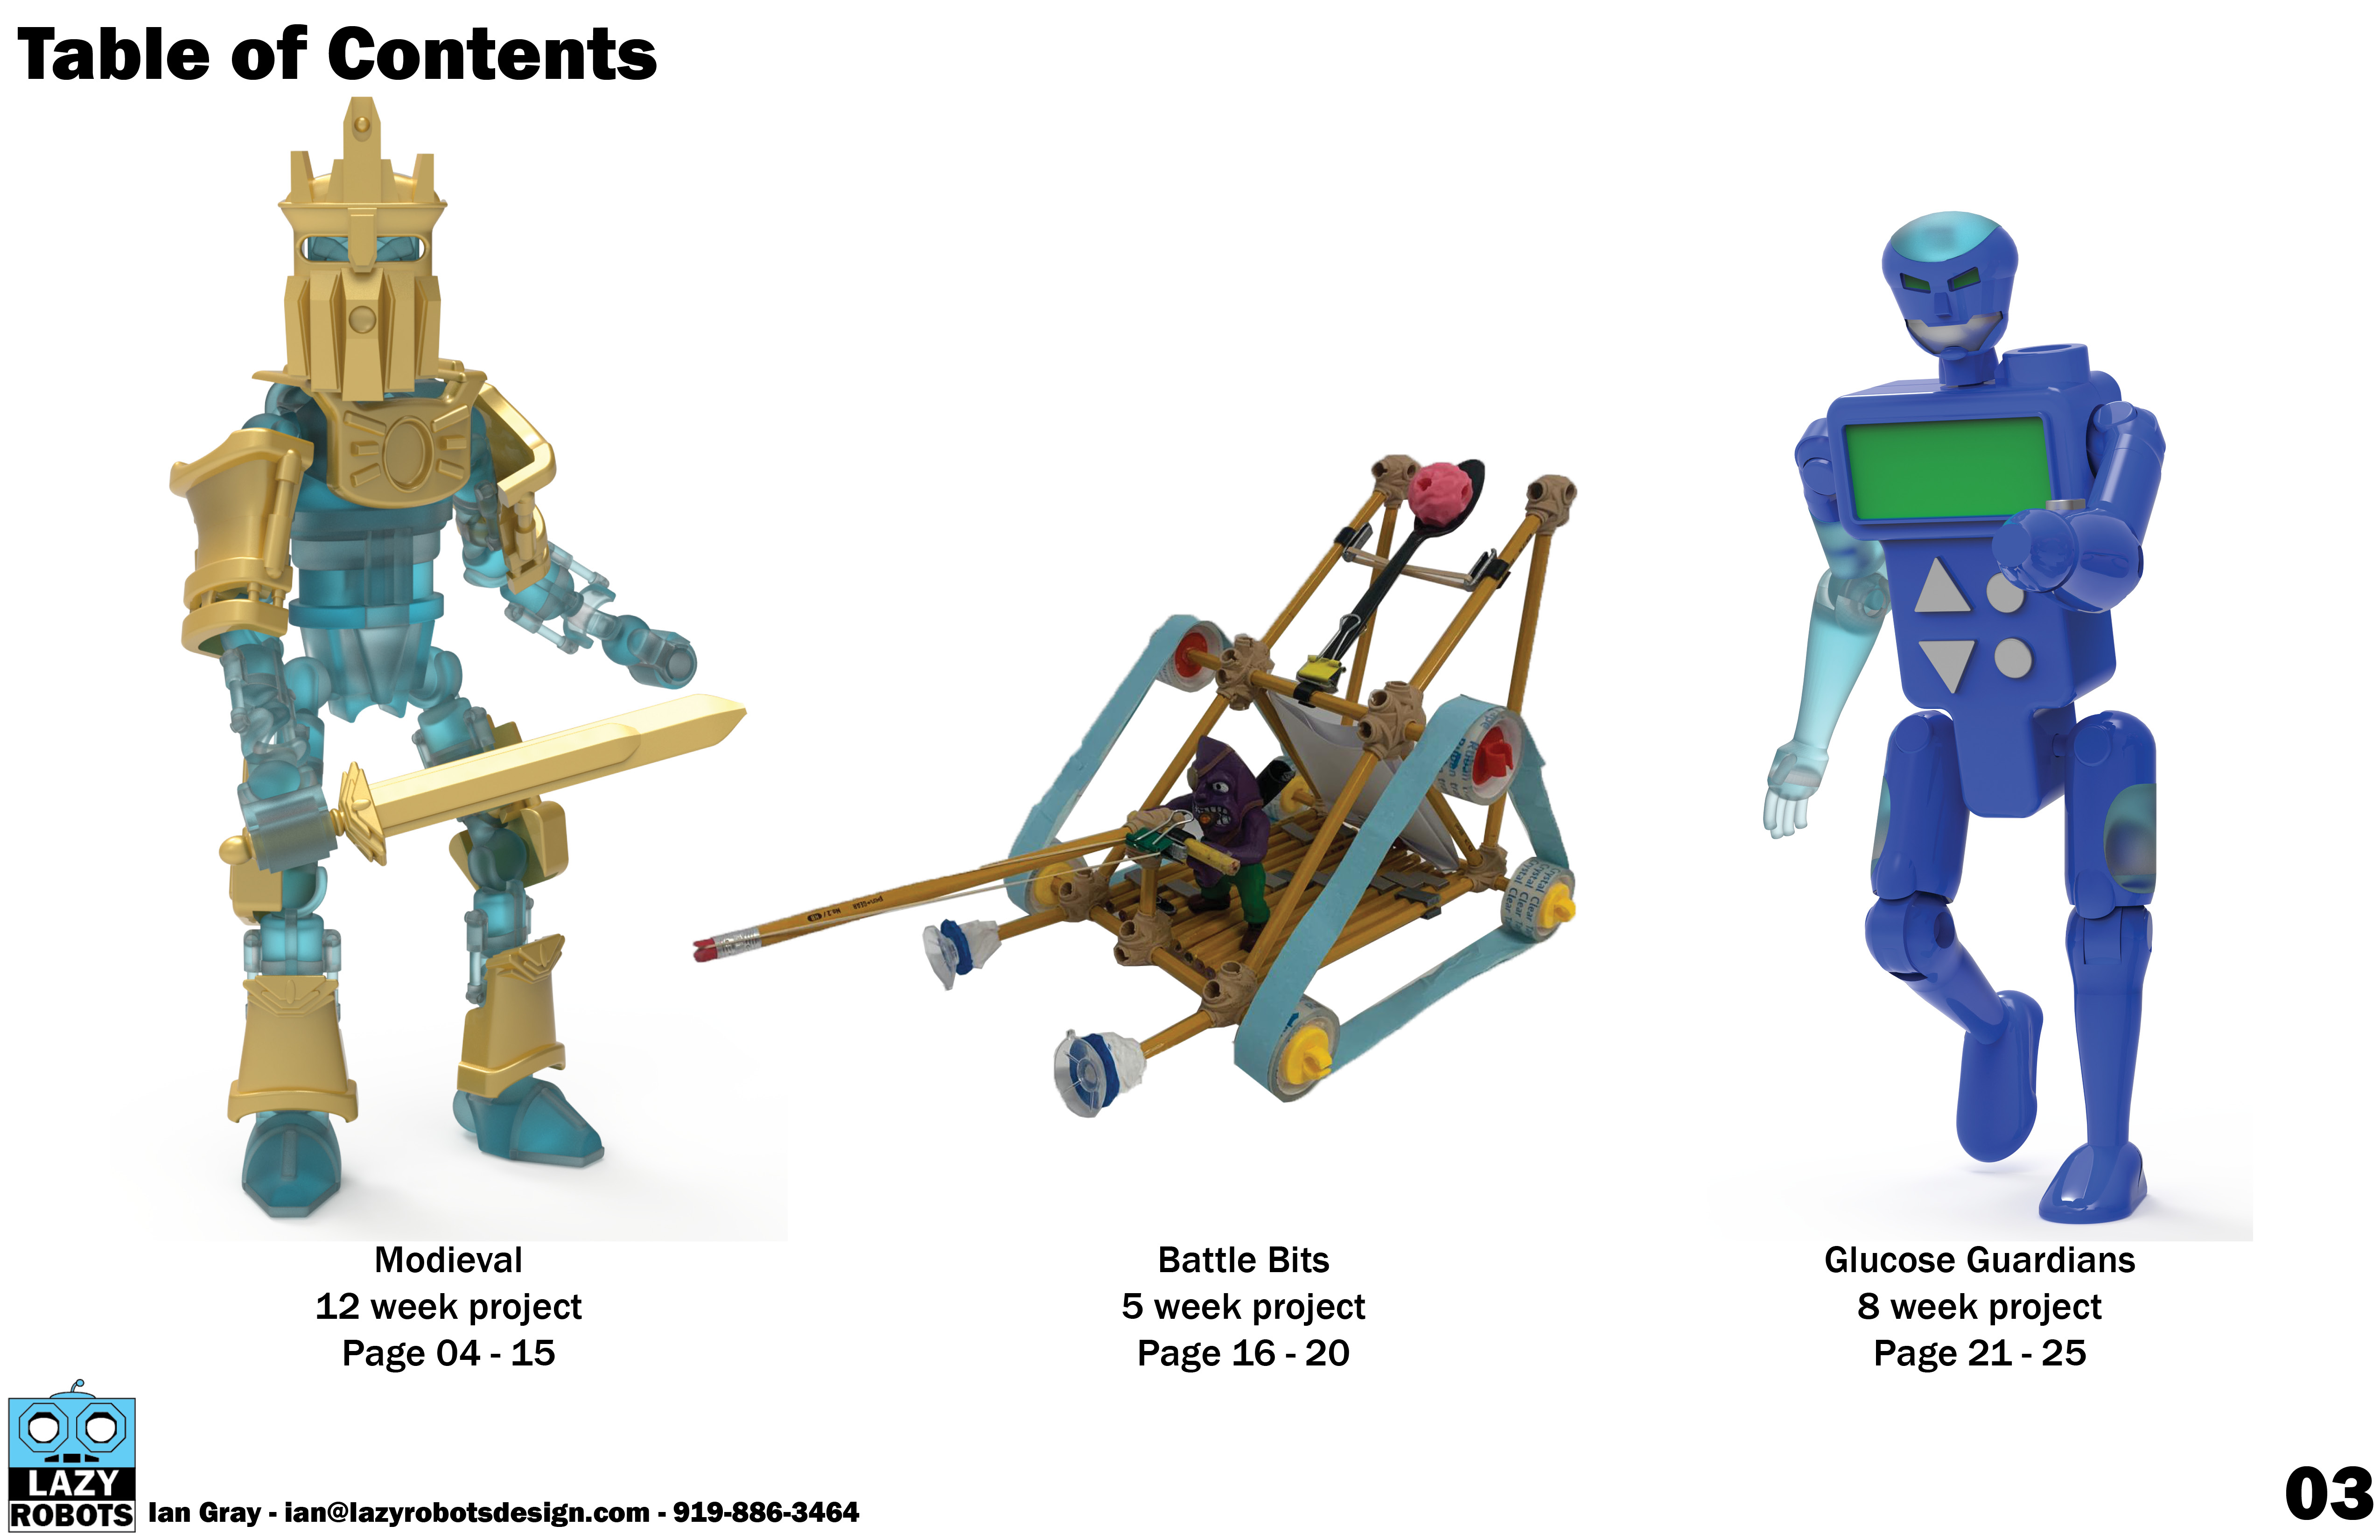 Table of Contents
Modieval
12 week project
Page 04 - 15
Battle Bits
5 week project
Page 16 - 20
Glucose Guardians
8 week project
Page 21 - 25
LAZY
ROBOTS
Ian Gray - ian@lazyrobotsdesign.com - 919-886-3464
03